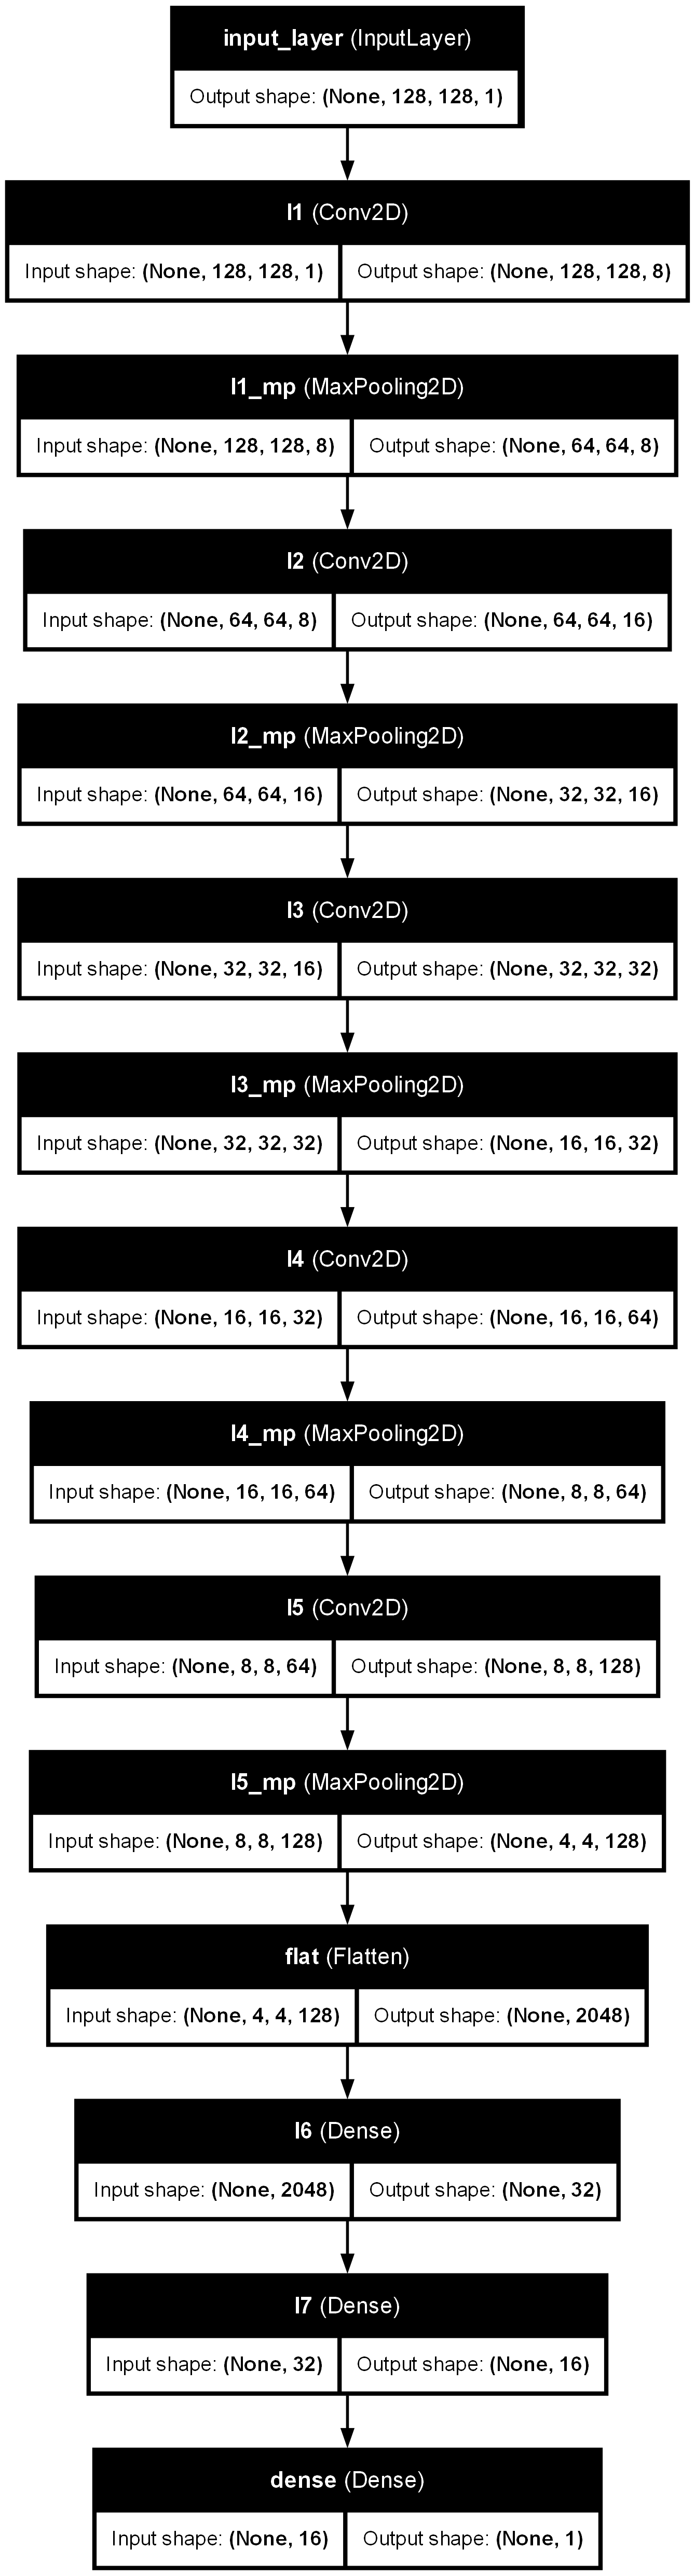 input_layer (InputLayer)
Output shape: (None, 128, 128, 1)
l1 (Conv2D)
Input shape: (None, 128, 128, 1) Output shape: (None, 128, 128, 8)
l1_mp (MaxPooling2D)
Input shape: (None, 128, 128, 8) Output shape: (None, 64, 64, 8)
l2 (Conv2D)
Input shape: (None, 64, 64, 8) Output shape: (None, 64, 64, 16)
l2_mp (MaxPooling2D)
Input shape: (None, 64, 64, 16) Output shape: (None, 32, 32, 16)
l3 (Conv2D)
Input shape: (None, 32, 32, 16) Output shape: (None, 32, 32, 32)
l3_mp (MaxPooling2D)
Input shape: (None, 32, 32, 32) Output shape: (None, 16, 16, 32)
l4 (Conv2D)
Input shape: (None, 16, 16, 32) Output shape: (None, 16, 16, 64)
l4_mp (MaxPooling2D)
Input shape: (None, 16, 16, 64) Output shape: (None, 8, 8, 64)
l5 (Conv2D)
Input shape: (None, 8, 8, 64) Output shape: (None, 8, 8, 128)
l5_mp (MaxPooling2D)
Input shape: (None, 8, 8, 128) Output shape: (None, 4, 4, 128)
flat (Flatten)
Input shape: (None, 4, 4, 128) Output shape: (None, 2048)
l6 (Dense)
Input shape: (None, 2048) Output shape: (None, 32)
l7 (Dense)
Input shape: (None, 32) Output shape: (None, 16)
dense (Dense)
Input shape: (None, 16) Output shape: (None, 1)